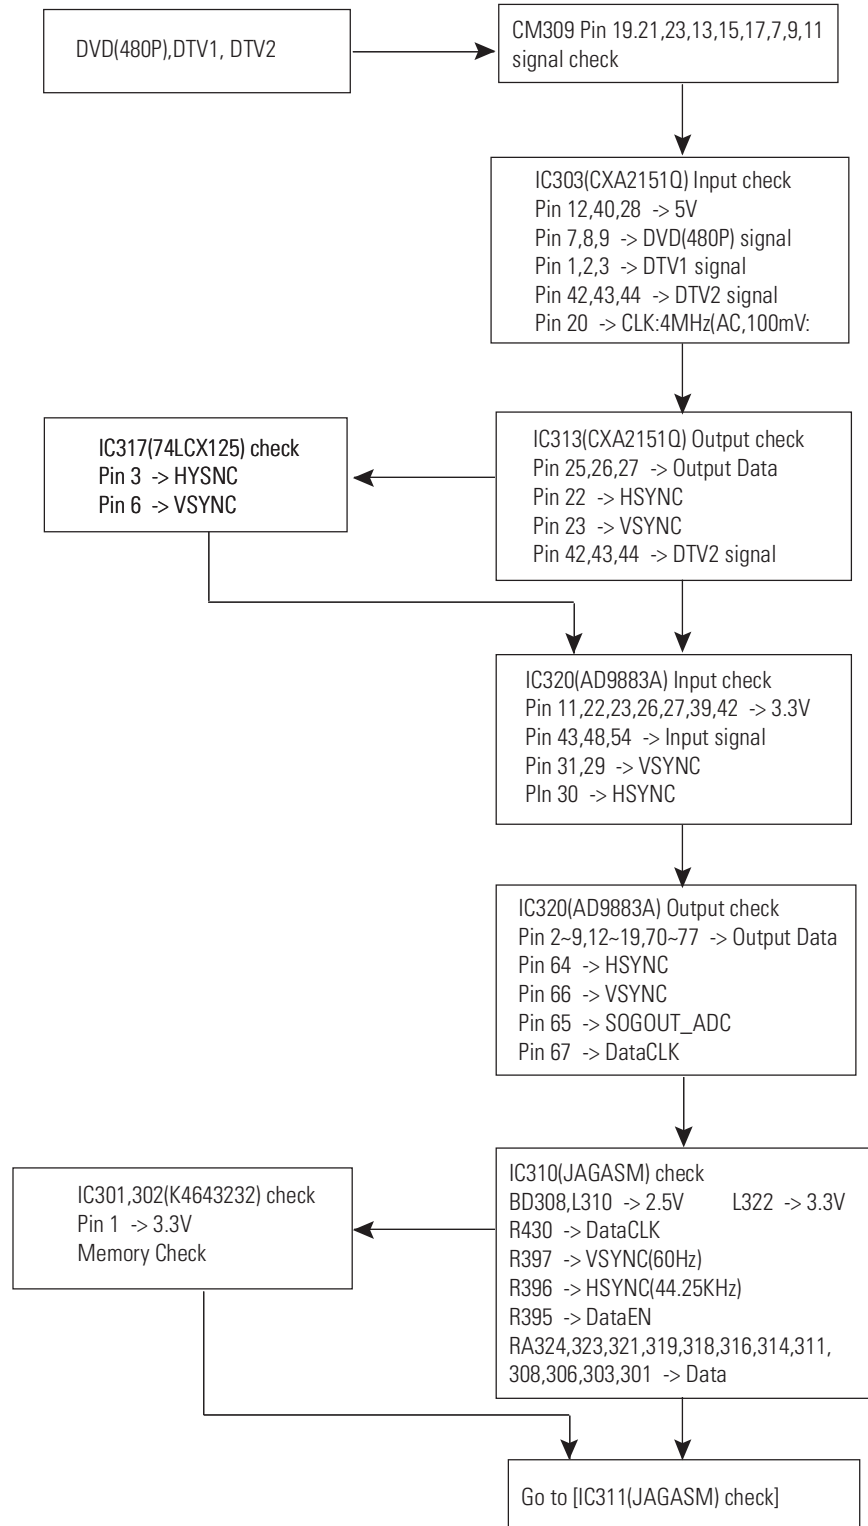 DVD(480P),DTV1, DTV2
CM309 Pin 19.21,23,13,15,17,7,9,11
signal check
IC303(CXA2151Q) Input check
Pin 12,40,28 -> 5V
Pin 7,8,9 -> DVD(480P) signal
Pin 1,2,3 -> DTV1 signal
Pin 42,43,44 -> DTV2 signal
Pin 20 -> CLK:4MHz(AC,100mV:
IC317(74LCX125) check
Pin 3 -> HYSNC
Pin 6 -> VSYNC
IC313(CXA2151Q) Output check
Pin 25,26,27 -> Output Data
Pin 22 -> HSYNC
Pin 23 -> VSYNC
Pin 42,43,44 -> DTV2 signal
IC320(AD9883A) Input check
Pin 11,22,23,26,27,39,42 -> 3.3V
Pin 43,48,54 -> Input signal
Pin 31,29 -> VSYNC
PIn 30 -> HSYNC
IC320(AD9883A) Output check
Pin 2~9,12~19,70~77 -> Output Data
Pin 64 -> HSYNC
Pin 66 -> VSYNC
Pin 65 -> SOGOUT_ADC
Pin 67 -> DataCLK
IC301,302(K4643232) check
Pin 1 -> 3.3V
Memory Check
IC310(JAGASM) check
BD308,L310 -> 2.5V L322 -> 3.3V
R430 -> DataCLK
R397 -> VSYNC(60Hz)
R396 -> HSYNC(44.25KHz)
R395 -> DataEN
RA324,323,321,319,318,316,314,311,
308,306,303,301 -> Data
Go to [IC311(JAGASM) check]